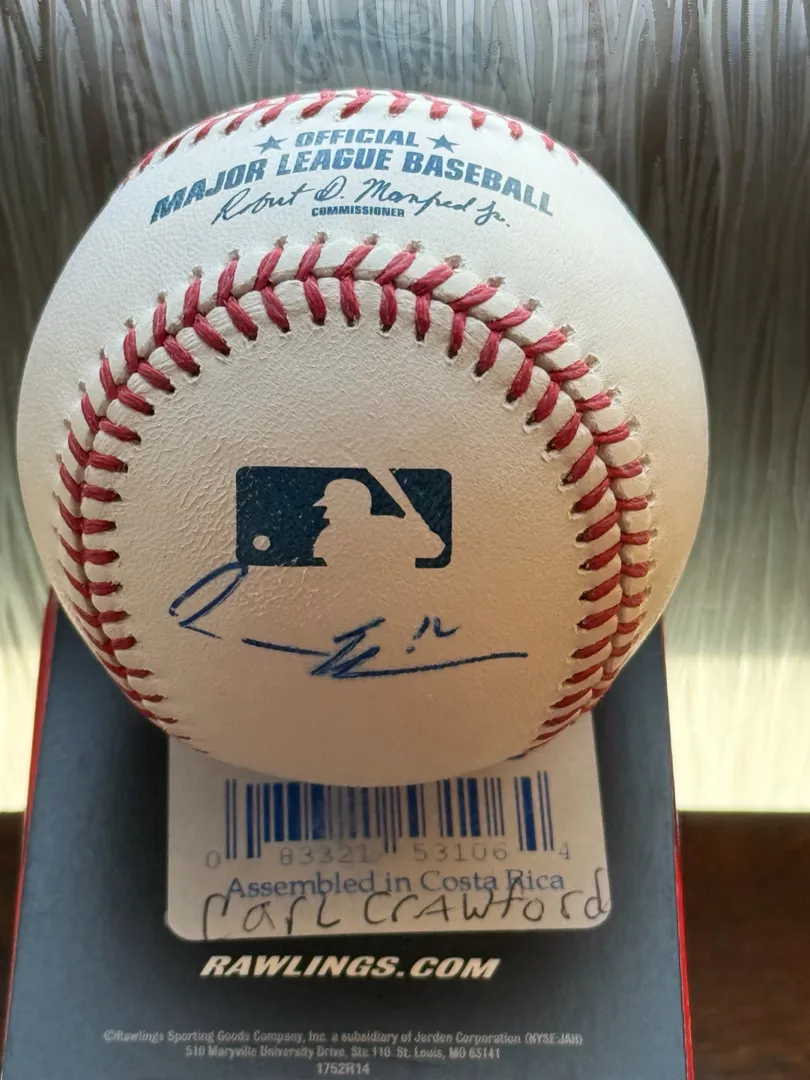 ★ OFFICIAL ★
MAJOR LEAGUE BASEBALL
Robert D. Manfred Jr.
COMMISSIONER
0 83321 53106 4
Assembled in Costa Rica
Carl Crawford
RAWLINGS.COM
©Rawlings Sporting Goods Company, Inc. a subsidiary of Jarden Corporation (NYSE:JAH)
510 Maryville University Drive, Ste.110 St. Louis, MO 63141
1752R14